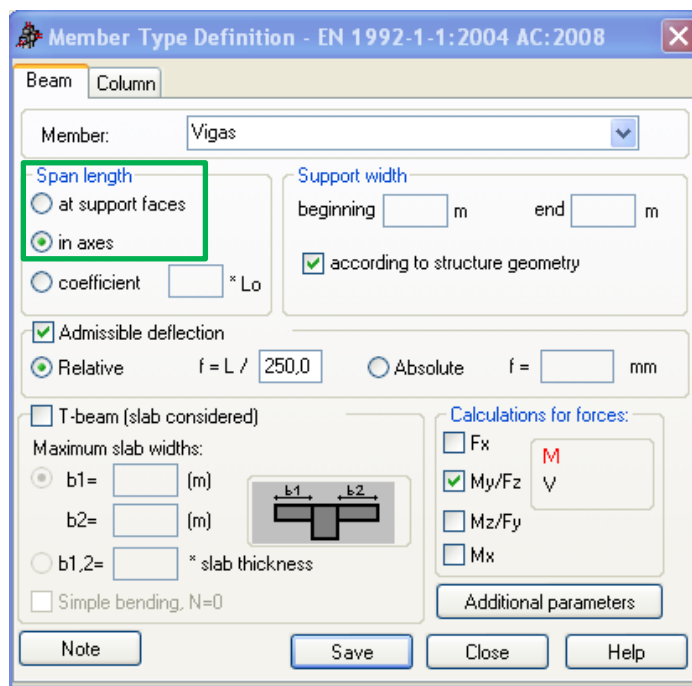 Member Type Definition - EN 1992-1-1:2004 AC:2008
Beam Column
Member: Vigas
Span length
at support faces
in axes
coefficient * Lo
Support width
beginning m end m
according to structure geometry
Admissible deflection
Relative f = L / 250,0 Absolute f = mm
T-beam (slab considered)
Maximum slab widths:
b1= (m)
b2= (m)
b1,2= * slab thickness
Simple bending, N=0
b1 b2
Calculations for forces:
Fx
My/Fz
Mz/Fy
Mx
M
V
Additional parameters
Note Save Close Help